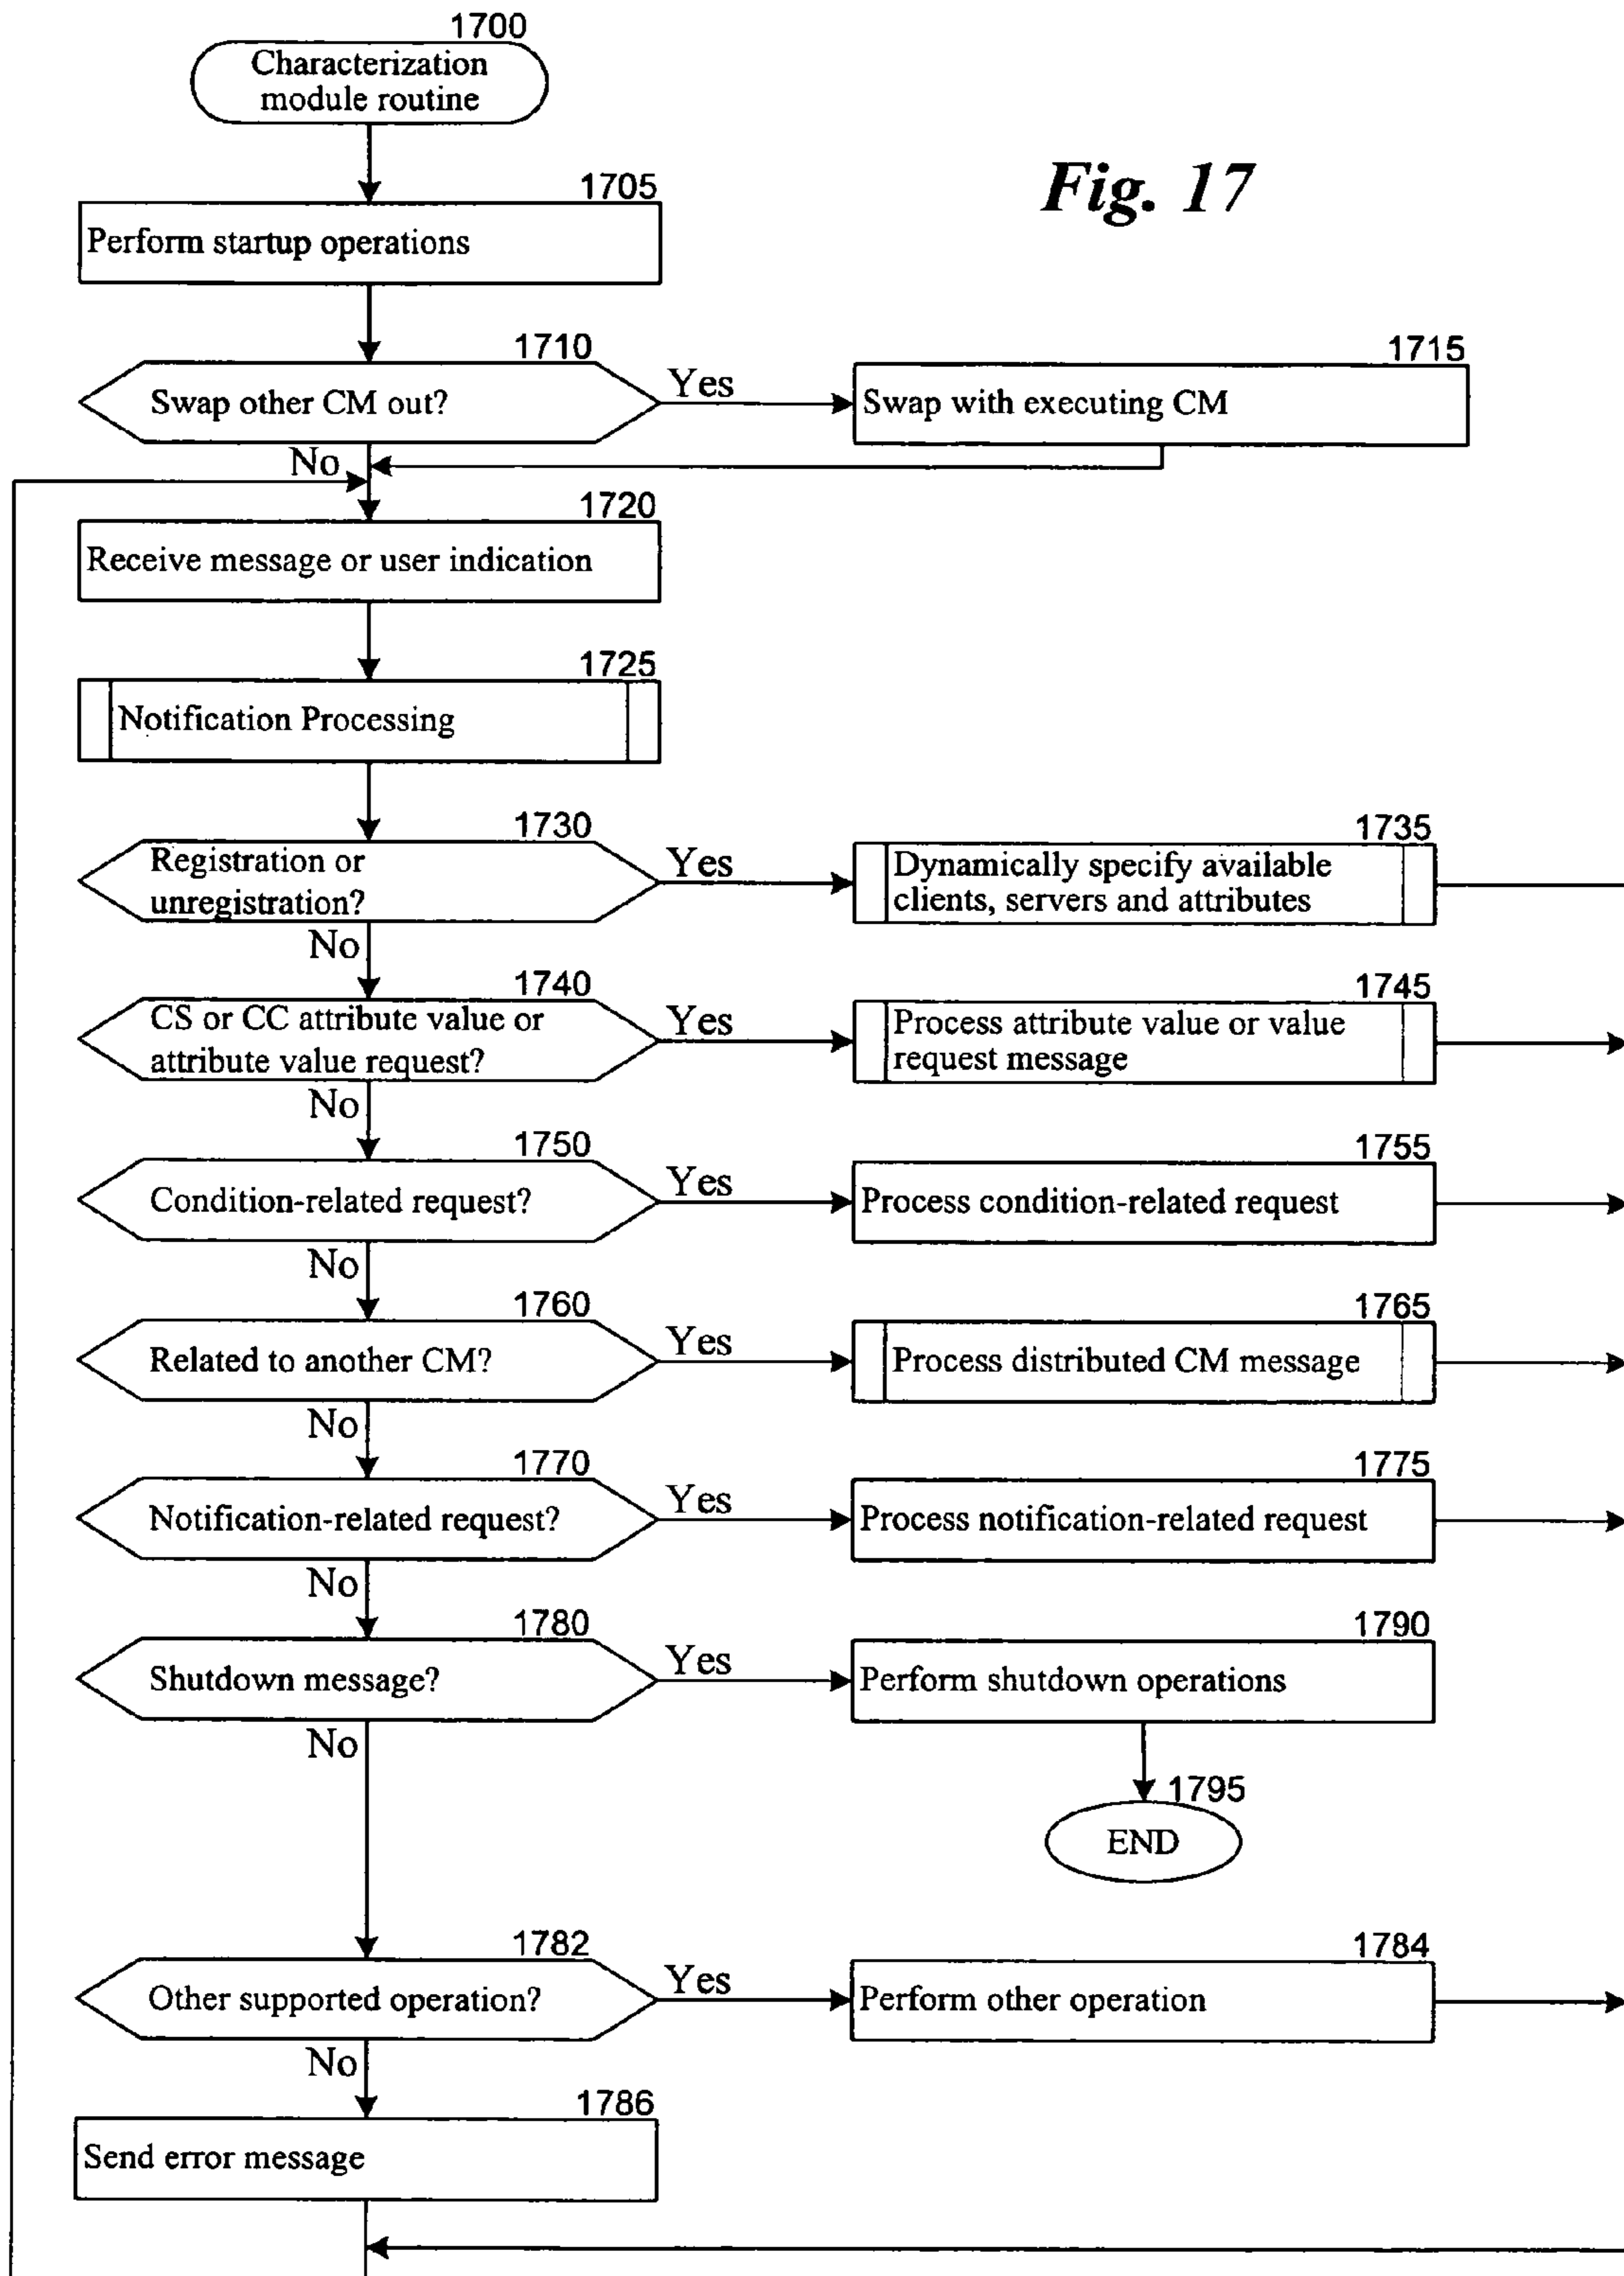 1700
Characterization
module routine
Fig. 17
1705
Perform startup operations
1710
Swap other CM out?
Yes
1715
Swap with executing CM
No
1720
Receive message or user indication
1725
Notification Processing
1730
Registration or
unregistration?
Yes
1735
Dynamically specify available
clients, servers and attributes
No
1740
CS or CC attribute value or
attribute value request?
Yes
1745
Process attribute value or value
request message
No
1750
Condition-related request?
Yes
1755
Process condition-related request
No
1760
Related to another CM?
Yes
1765
Process distributed CM message
No
1770
Notification-related request?
Yes
1775
Process notification-related request
No
1780
Shutdown message?
Yes
1790
Perform shutdown operations
No
1795
END
1782
Other supported operation?
Yes
1784
Perform other operation
No
1786
Send error message